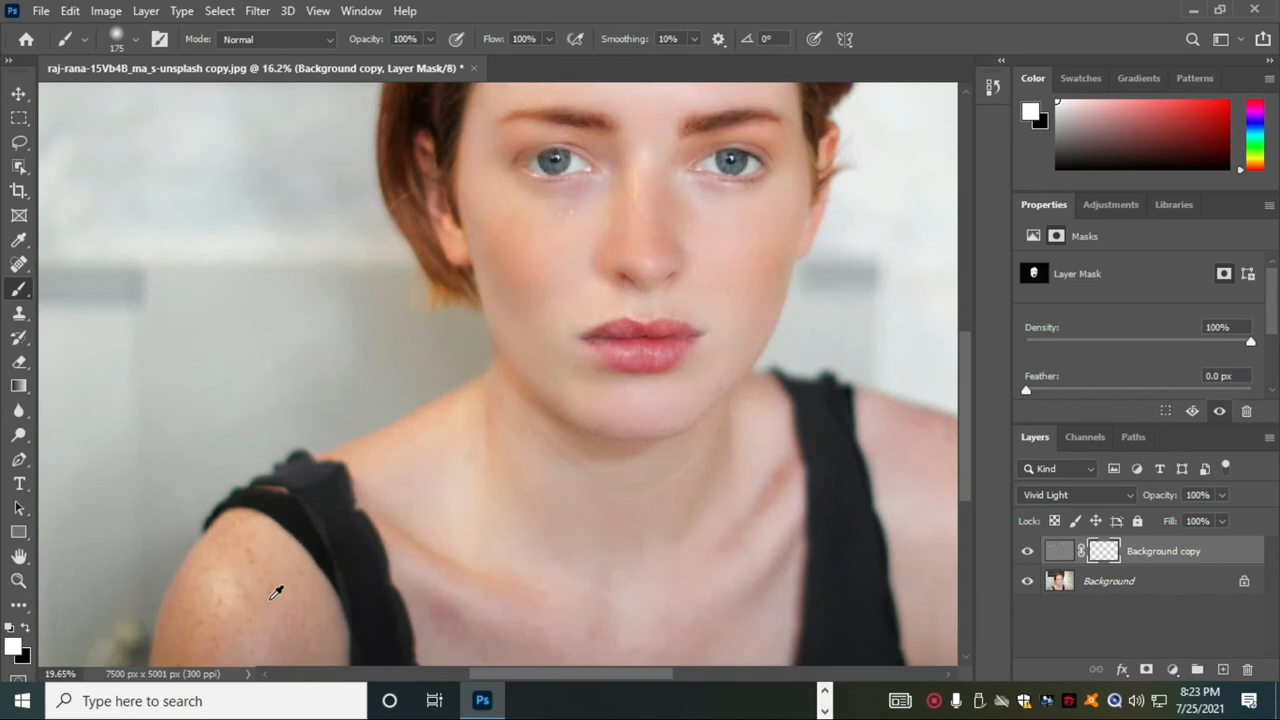 Ps File Edit Image Layer Type Select Filter 3D View Window Help
175 Mode: Normal Opacity: 100% Flow: 100% Smoothing: 10% 0°
raj-rana-15Vb4B_ma_s-unsplash copy.jpg @ 16.2% (Background copy, Layer Mask/8) *
Color Swatches Gradients Patterns
Properties Adjustments Libraries
Masks
Layer Mask
Density: 100%
Feather: 0.0 px
Layers Channels Paths
Kind
Vivid Light Opacity: 100%
Lock: Fill: 100%
Background copy
Background
19.65% 7500 px x 5001 px (300 ppi)
Type here to search
Ps
8:23 PM
7/25/2021